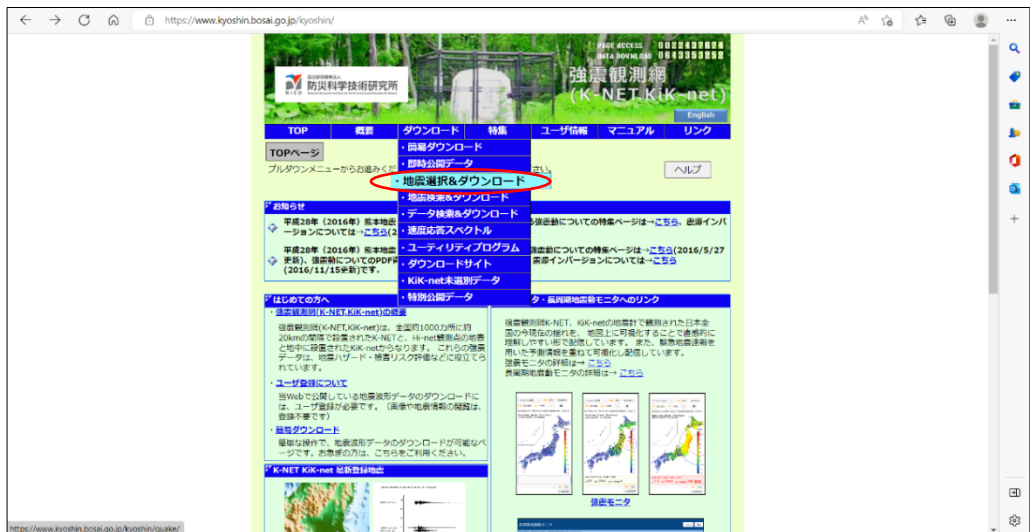 https://www.kyoshin.bosai.go.jp/kyoshin/
PAGE ACCESS
DATA DOWNLOAD
国立研究開発法人
防災科学技術研究所
NIED
強震観測網
(K-NET,KiK-net)
English
TOP 概要 ダウンロード 特集 ユーザ情報 マニュアル リンク
TOPページ
プルダウンメニューからお進みくだ
さい。
ヘルプ
・簡易ダウンロード
・即時公開データ
・地震選択&ダウンロード
・地震検索&ダウンロード
・データ検索&ダウンロード
・速度応答スペクトル
・ユーティリティプログラム
・ダウンロードサイト
・KiK-net未選別データ
・特別公開データ
お知らせ
平成28年（2016年）熊本地震
る強震動についての特集ページは→こちら、震源インバ
ージョンについては→こちら(2
平成28年（2016年）熊本地震
強震動についての特集ページは→こちら(2016/5/27
更新)、強震動についてのPDF資
震源インバージョンについては→こちら
(2016/11/15更新)です。
はじめての方へ
・強震観測網(K-NET,KiK-net)の概要
強震観測網(K-NET,KiK-net)は、全国約1000カ所に約
20kmの間隔で設置されたK-NETと、Hi-net観測点の地表
と地中に設置されたKiK-netからなります。 これらの強震
データは、地震ハザード・被害リスク評価などに役立てら
れています。
・ユーザ登録について
当Webで公開している地震波形データのダウンロードに
は、ユーザ登録が必要です。（画像や地震情報の閲覧は、
登録不要です）
・簡易ダウンロード
簡単な操作で、地震波形データのダウンロードが可能なペ
ージです。お急ぎの方は、こちらをご利用ください。
K-NET KiK-net 最新登録地震
タ・長周期地震動モニタへのリンク
強震観測網K-NET、KiK-netの地震計で観測された日本全
国の今現在の揺れを、地図上に可視化することで直感的に
理解しやすい形で配信しています。 また、緊急地震速報を
用いた予測情報を重ねて可視化し配信しています。
強震モニタの詳細は→ こちら
長周期地震動モニタの詳細は→ こちら
強震モニタ
https://www.kyoshin.bosai.go.jp/kyoshin/quake/